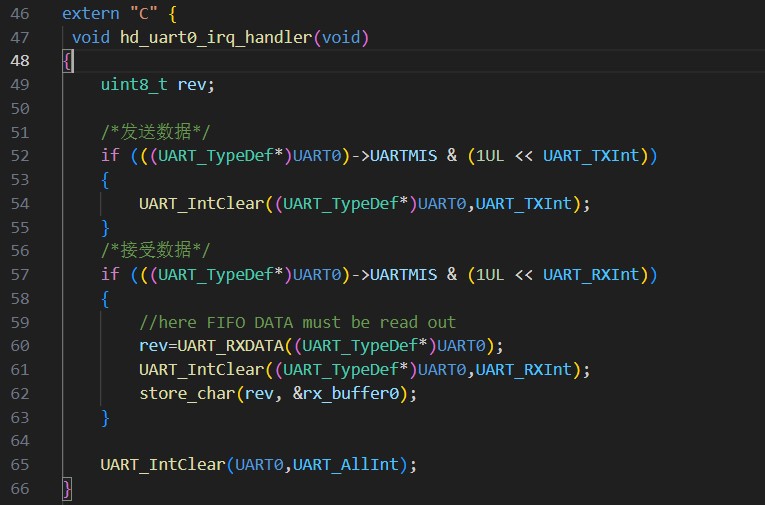 46 extern "C" {
47 void hd_uart0_irq_handler(void)
48 {
49 uint8_t rev;
50
51 /*发送数据*/
52 if (((UART_TypeDef*)UART0)->UARTMIS & (1UL << UART_TXInt))
53 {
54 UART_IntClear((UART_TypeDef*)UART0,UART_TXInt);
55 }
56 /*接受数据*/
57 if (((UART_TypeDef*)UART0)->UARTMIS & (1UL << UART_RXInt))
58 {
59 //here FIFO DATA must be read out
60 rev=UART_RXDATA((UART_TypeDef*)UART0);
61 UART_IntClear((UART_TypeDef*)UART0,UART_RXInt);
62 store_char(rev, &rx_buffer0);
63 }
64
65 UART_IntClear(UART0,UART_AllInt);
66 }